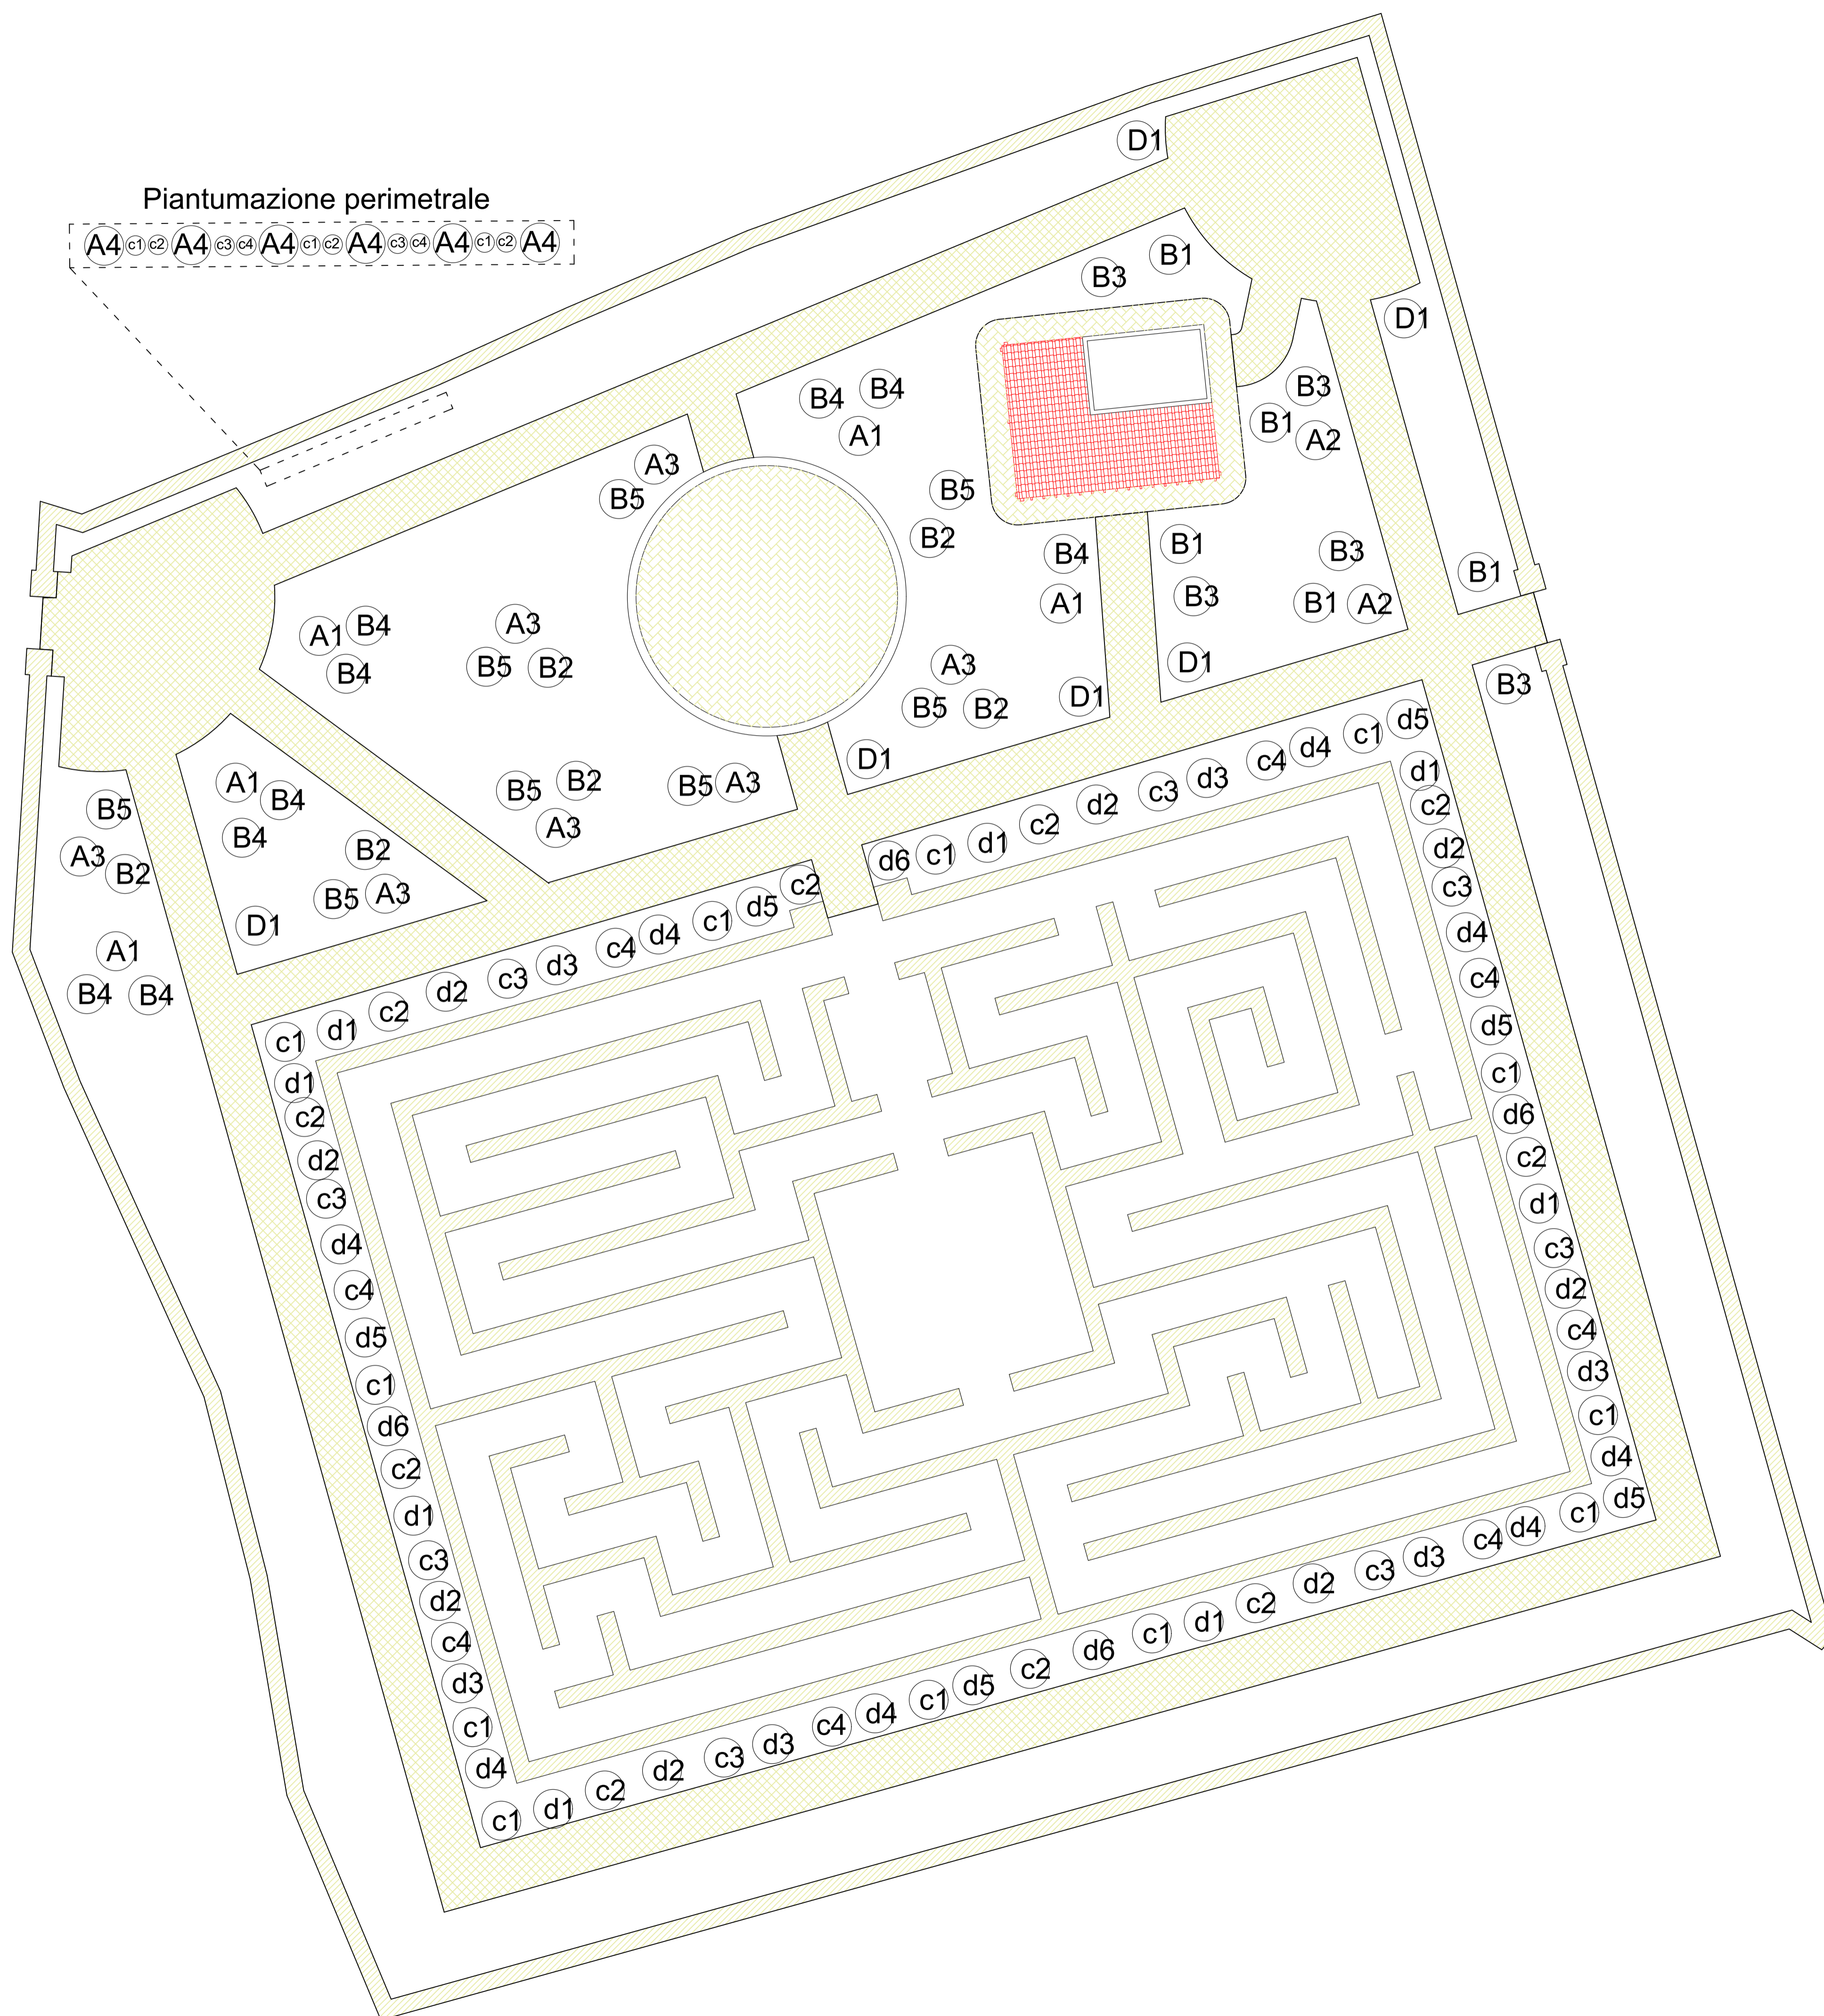 D1
Piantumazione perimetrale
A4 c1 c2 A4 c3 c4 A4 c1 c2 A4 c3 c4 A4 c1 c2 A4
B1
B3
D1
B4 B4 B3
A1 B1 A2
A3
B5 B5
B2 B1 B3
B4 B1
A1 B3 B1 A2
A1 B4 A3
B4 B5 B2 A3 D1
B5 B2 D1 B3
D1
A1 B4 B5 B2 B5 A3
B5 B4 A3
A3 B2 B2
B5 A3
D1
A1
B4 B4
d6 c1 d1 c2 d2 c3 d3 c4 d4 c1 d5
c1 d1 c2 d2 c3 d3 c4 d4 c1 d5 c2
d1
c2
d2
c3
d4
c4
d5
c1
d6
c2
d1
c3
d2
c4
d3
c1
d4
d1
c2
d2
c3
d4
c4
d5
c1
d6
c2
d1
c3
d2
c4
d3
c1
d4
c1 d1 c2 d2 c3 d3 c4 d4 c1 d5 c2 d6 c1 d1 c2 d2 c3 d3 c4 d4 c1 d5